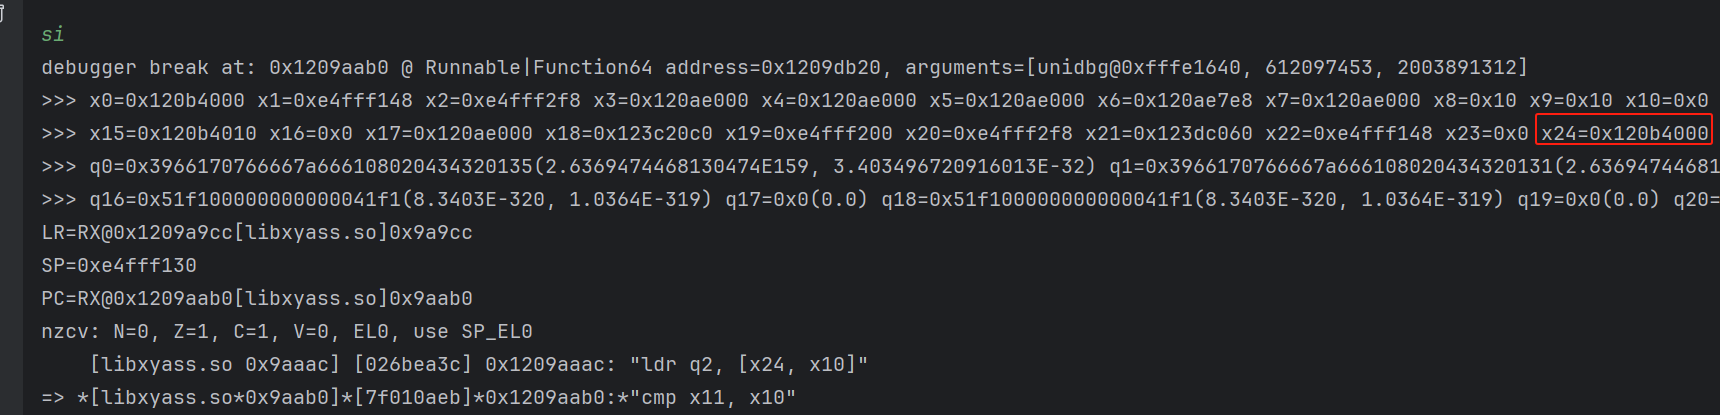 si
debugger break at: 0x1209aab0 @ Runnable|Function64 address=0x1209db20, arguments=[unidbg@0xfffe1640, 612097453, 2003891312]
>>> x0=0x120b4000 x1=0xe4fff148 x2=0xe4fff2f8 x3=0x120ae000 x4=0x120ae000 x5=0x120ae000 x6=0x120ae7e8 x7=0x120ae000 x8=0x10 x9=0x10 x10=0x0
>>> x15=0x120b4010 x16=0x0 x17=0x120ae000 x18=0x123c20c0 x19=0xe4fff200 x20=0xe4fff2f8 x21=0x123dc060 x22=0xe4fff148 x23=0x0 x24=0x120b4000
>>> q0=0x3966170766667a666108020434320135(2.6369474468130474E159, 3.403496720916013E-32) q1=0x3966170766667a666108020434320131(2.63694744681
>>> q16=0x51f100000000000041f1(8.3403E-320, 1.0364E-319) q17=0x0(0.0) q18=0x51f100000000000041f1(8.3403E-320, 1.0364E-319) q19=0x0(0.0) q20=
LR=RX@0x1209a9cc[libxyass.so]0x9a9cc
SP=0xe4fff130
PC=RX@0x1209aab0[libxyass.so]0x9aab0
nzcv: N=0, Z=1, C=1, V=0, EL0, use SP_EL0
[libxyass.so 0x9aaac] [026bea3c] 0x1209aaac: "ldr q2, [x24, x10]"
=> *[libxyass.so*0x9aab0]*[7f010aeb]*0x1209aab0:*"cmp x11, x10"